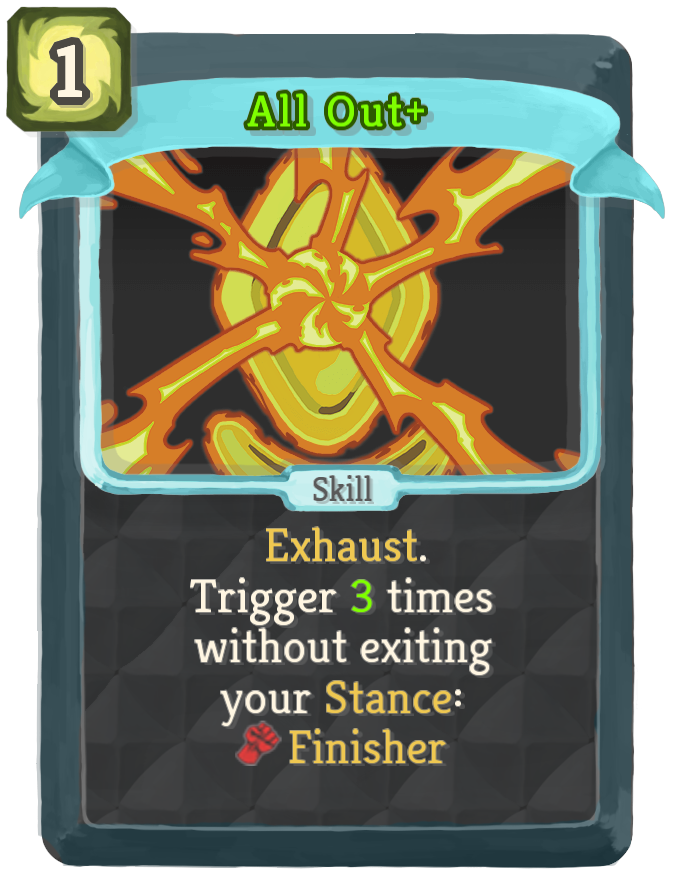 1
All Out+
Skill
Exhaust.
Trigger 3 times
without exiting
your Stance:
Finisher